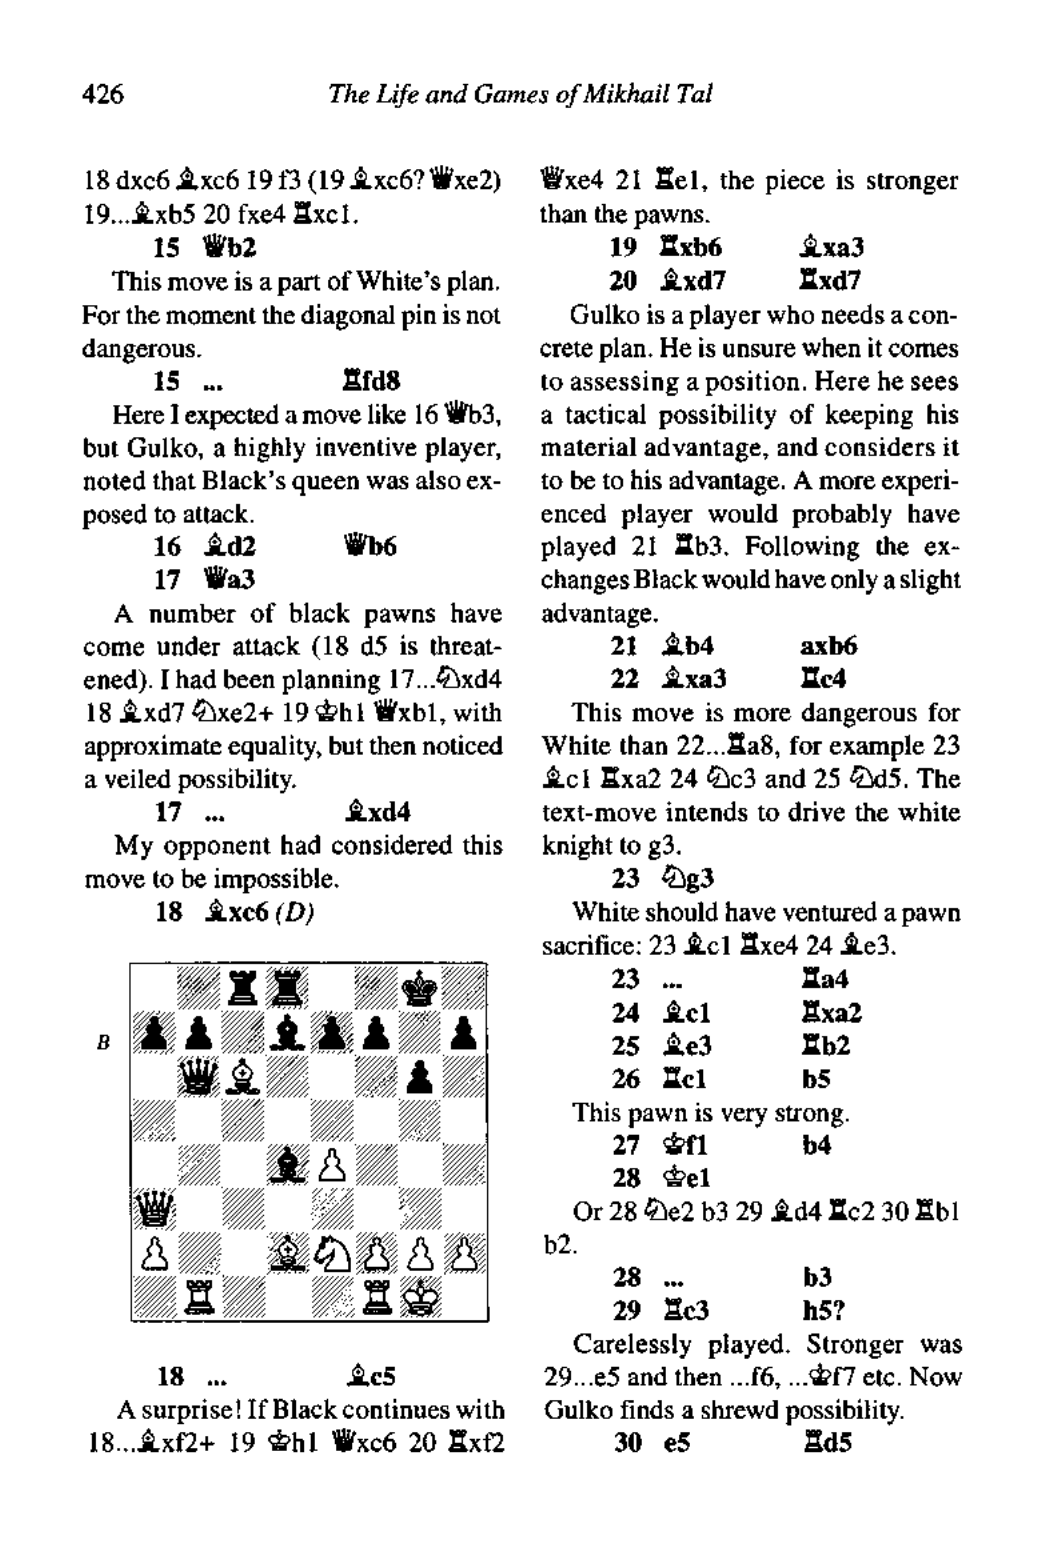 426
The Life and Games of Mikhail Tal
18 dxc6 ♝xc6 19 f3 (19 ♗xc6? ♛xe2)
19...♝xb5 20 fxe4 ♜xc1.
15 ♛b2
This move is a part of White's plan.
For the moment the diagonal pin is not
dangerous.
15 ... ♜fd8
Here I expected a move like 16 ♛b3,
but Gulko, a highly inventive player,
noted that Black's queen was also ex-
posed to attack.
16 ♗d2 ♛b6
17 ♛a3
A number of black pawns have
come under attack (18 d5 is threat-
ened). I had been planning 17...♘xd4
18 ♗xd7 ♘xe2+ 19 ♔h1 ♛xb1, with
approximate equality, but then noticed
a veiled possibility.
17 ... ♗xd4
My opponent had considered this
move to be impossible.
18 ♗xc6 (D)
B
18 ... ♗c5
A surprise! If Black continues with
18...♗xf2+ 19 ♔h1 ♛xc6 20 ♜xf2
♛xe4 21 ♜e1, the piece is stronger
than the pawns.
19 ♜xb6 ♗xa3
20 ♗xd7 ♜xd7
Gulko is a player who needs a con-
crete plan. He is unsure when it comes
to assessing a position. Here he sees
a tactical possibility of keeping his
material advantage, and considers it
to be to his advantage. A more experi-
enced player would probably have
played 21 ♜b3. Following the ex-
changes Black would have only a slight
advantage.
21 ♗b4 axb6
22 ♗xa3 ♜c4
This move is more dangerous for
White than 22...♜a8, for example 23
♗c1 ♜xa2 24 ♘c3 and 25 ♘d5. The
text-move intends to drive the white
knight to g3.
23 ♘g3
White should have ventured a pawn
sacrifice: 23 ♗c1 ♜xe4 24 ♗e3.
23 ... ♜a4
24 ♗c1 ♜xa2
25 ♗e3 ♜b2
26 ♜c1 b5
This pawn is very strong.
27 ♔f1 b4
28 ♔e1
Or 28 ♘e2 b3 29 ♗d4 ♜c2 30 ♜b1
b2.
28 ... b3
29 ♜c3 h5?
Carelessly played. Stronger was
29...e5 and then ...f6, ...♔f7 etc. Now
Gulko finds a shrewd possibility.
30 e5 ♜d5